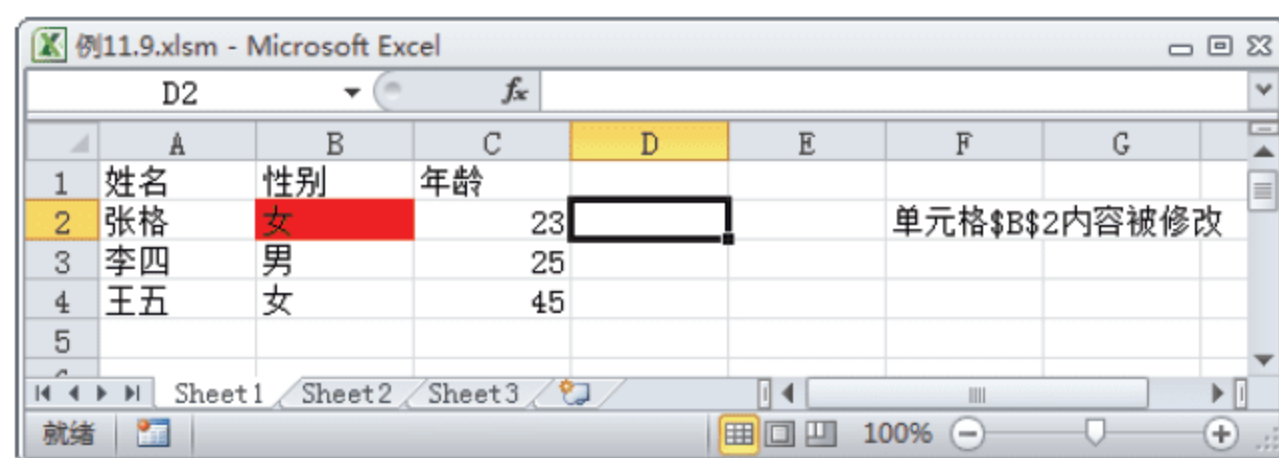 例11.9.xlsm - Microsoft Excel
D2 fx
A B C D E F G
1 姓名 性别 年龄
2 张格 女 23 单元格$B$2内容被修改
3 李四 男 25
4 王五 女 45
5
Sheet1 Sheet2 Sheet3
就绪 100%